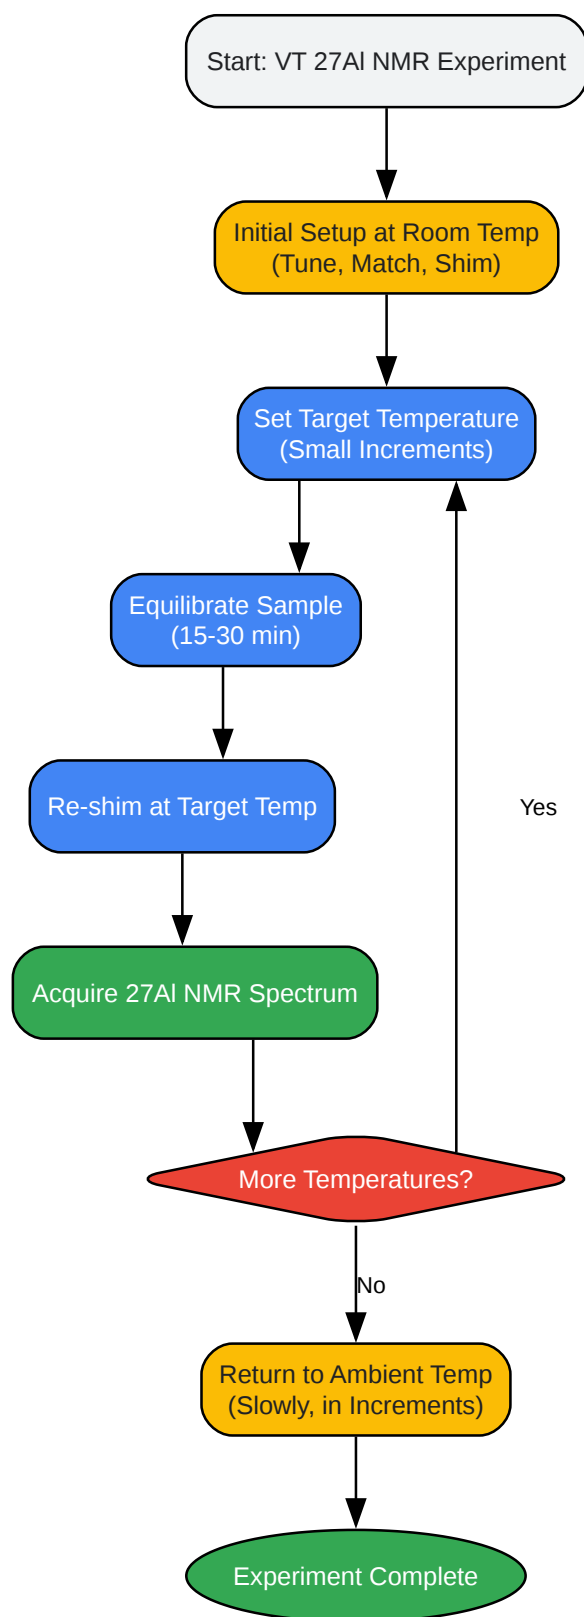 Start: VT 27Al NMR Experiment
Initial Setup at Room Temp
(Tune, Match, Shim)
Set Target Temperature
(Small Increments)
Equilibrate Sample
(15-30 min)
Re-shim at Target Temp
Yes
Acquire 27Al NMR Spectrum
More Temperatures?
No
Return to Ambient Temp
(Slowly, in Increments)
Experiment Complete